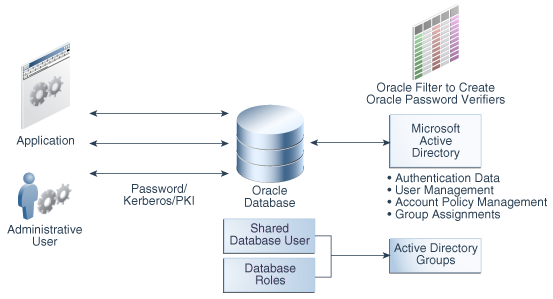 Application
Administrative
User
Password/
Kerberos/PKI
Oracle
Database
Oracle Filter to Create
Oracle Password Verifiers
Microsoft
Active
Directory
• Authentication Data
• User Management
• Account Policy Management
• Group Assignments
Shared
Database User
Database
Roles
Active Directory
Groups